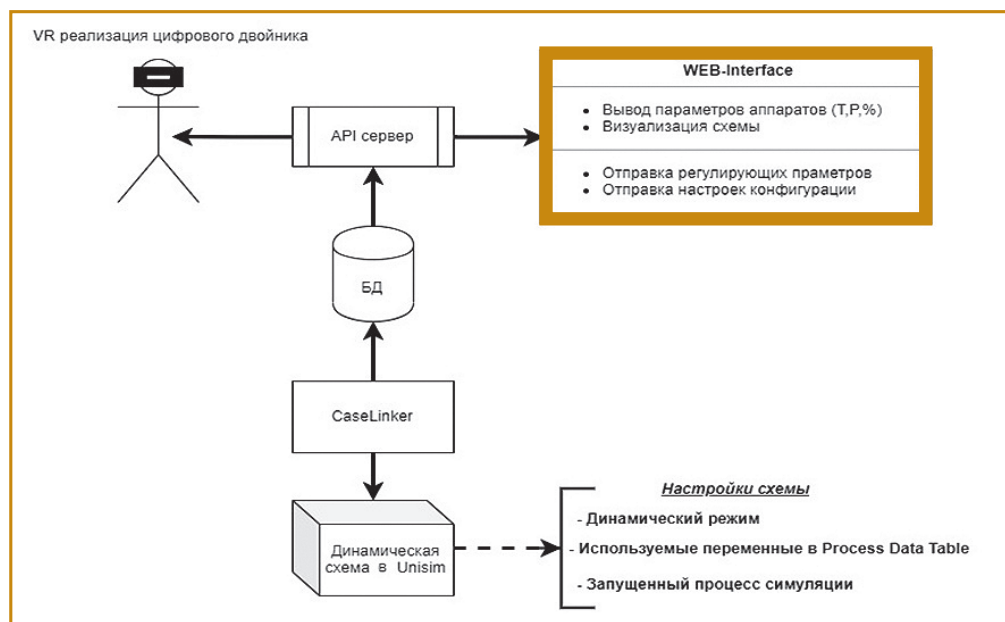 VR реализация цифрового двойника
WEB-Interface
Вывод параметров аппаратов (T,P,%)
Визуализация схемы
Отправка регулирующих праметров
Отправка настроек конфигурации
API сервер
БД
CaseLinker
Динамическая
схема в Unisim
Настройки схемы
- Динамический режим
- Используемые переменные в Process Data Table
- Запущенный процесс симуляции